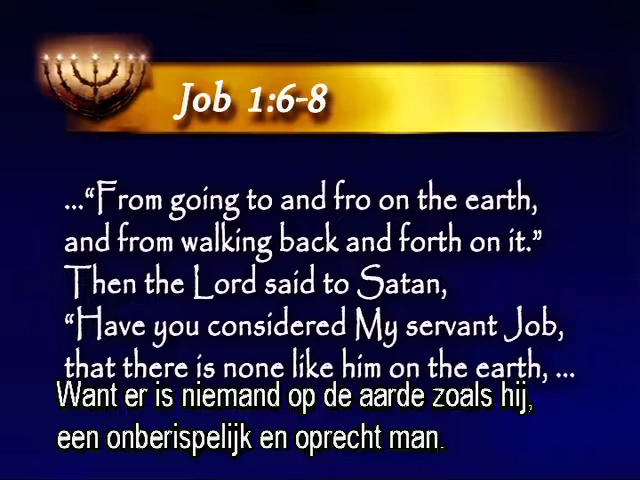 Job 1:6-8
...“From going to and fro on the earth,
and from walking back and forth on it.”
Then the Lord said to Satan,
“Have you considered My servant Job,
that there is none like him on the earth, ...
Want er is niemand op de aarde zoals hij,
een onberispelijk en oprecht man.